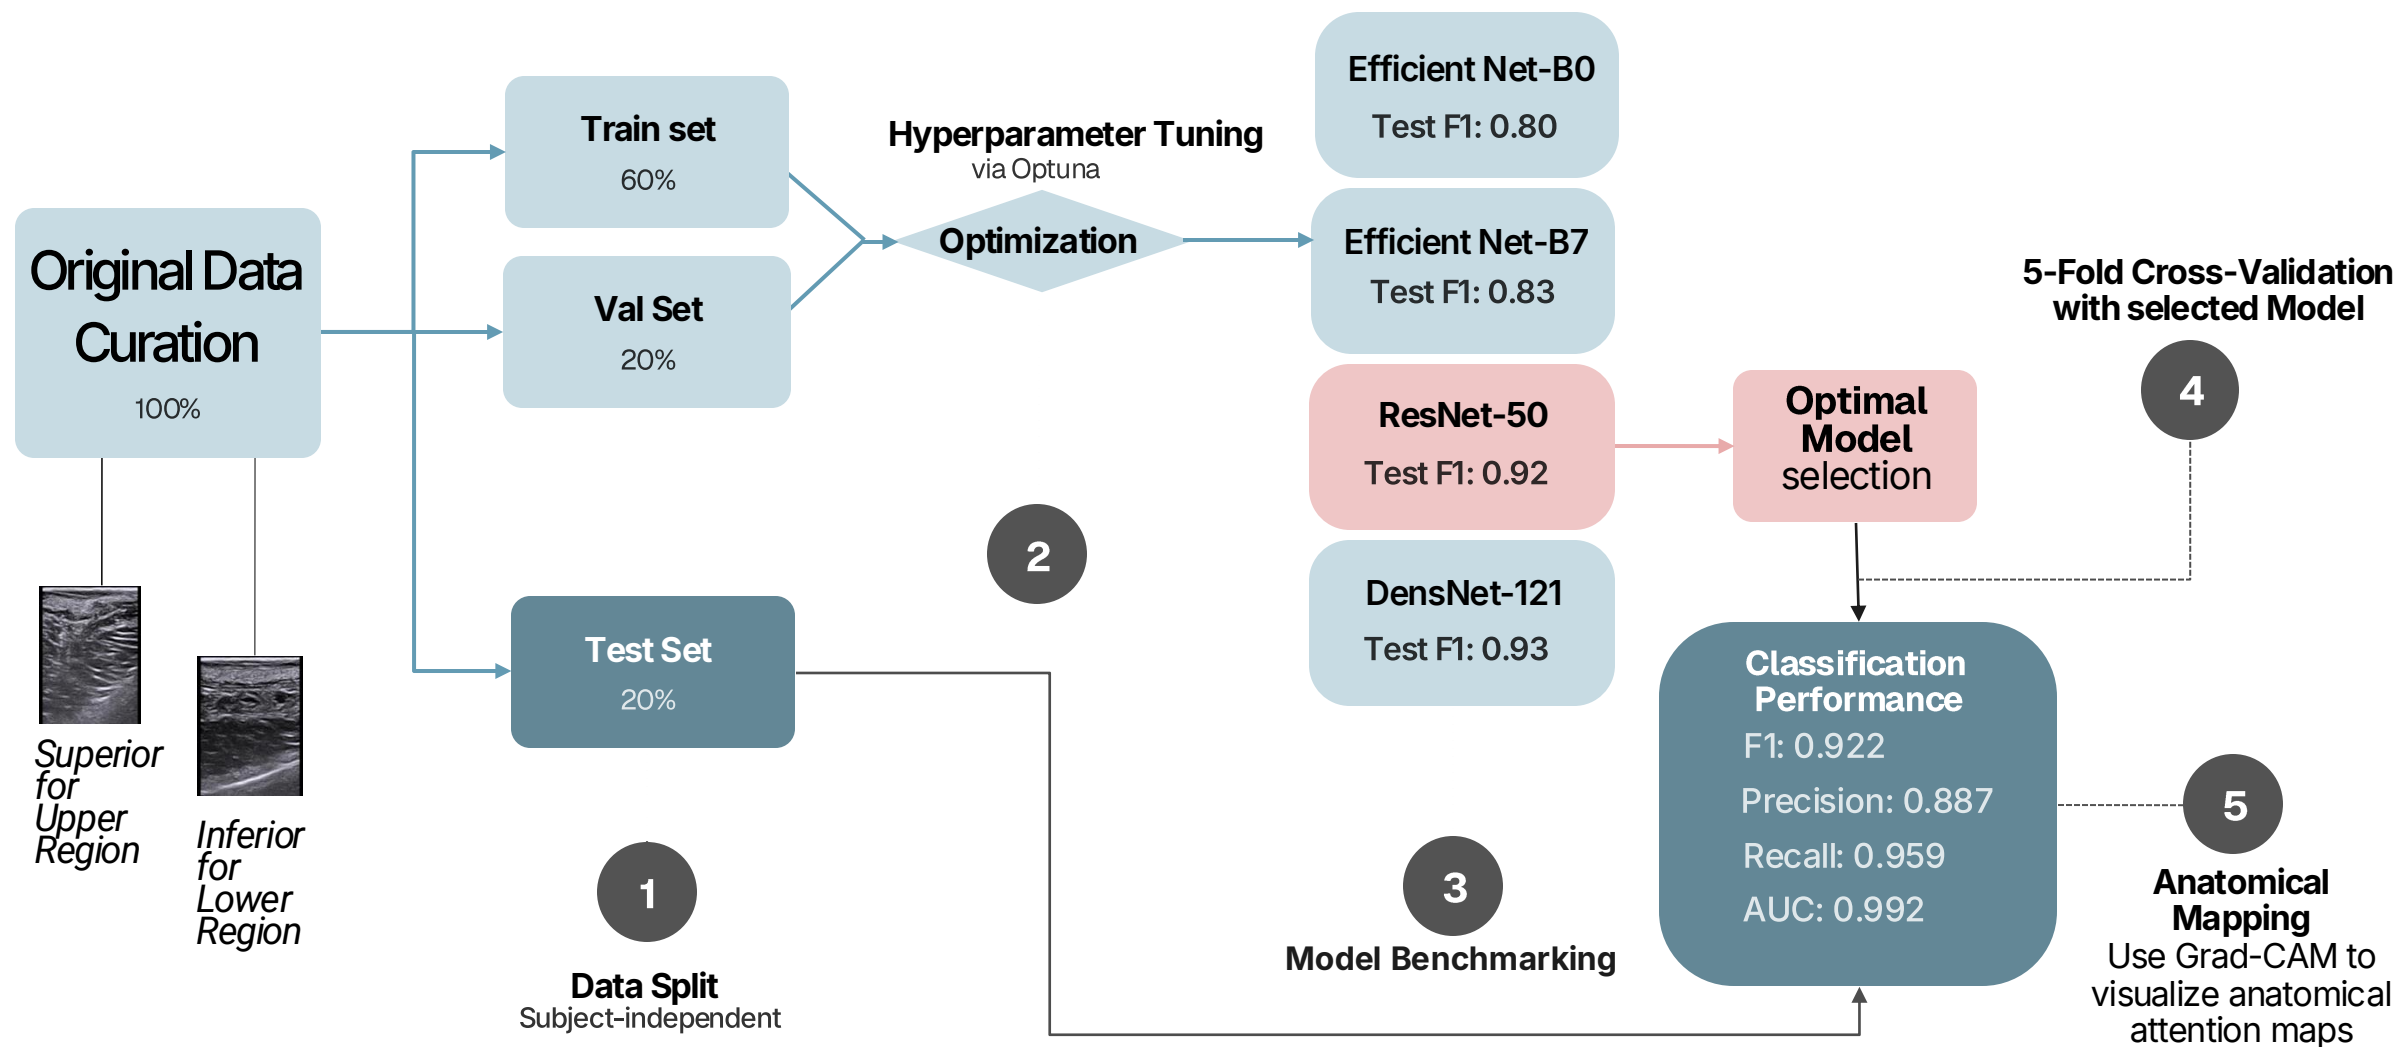 Original Data
Curation
100%
Superior
for
Upper
Region
Inferior
for
Lower
Region
Train set
60%
Val Set
20%
Test Set
20%
1
Data Split
Subject-independent
Hyperparameter Tuning
via Optuna
Optimization
2
Efficient Net-B0
Test F1: 0.80
Efficient Net-B7
Test F1: 0.83
ResNet-50
Test F1: 0.92
DensNet-121
Test F1: 0.93
3
Model Benchmarking
Optimal
Model
selection
5-Fold Cross-Validation
with selected Model
4
Classification
Performance
F1: 0.922
Precision: 0.887
Recall: 0.959
AUC: 0.992
5
Anatomical
Mapping
Use Grad-CAM to
visualize anatomical
attention maps